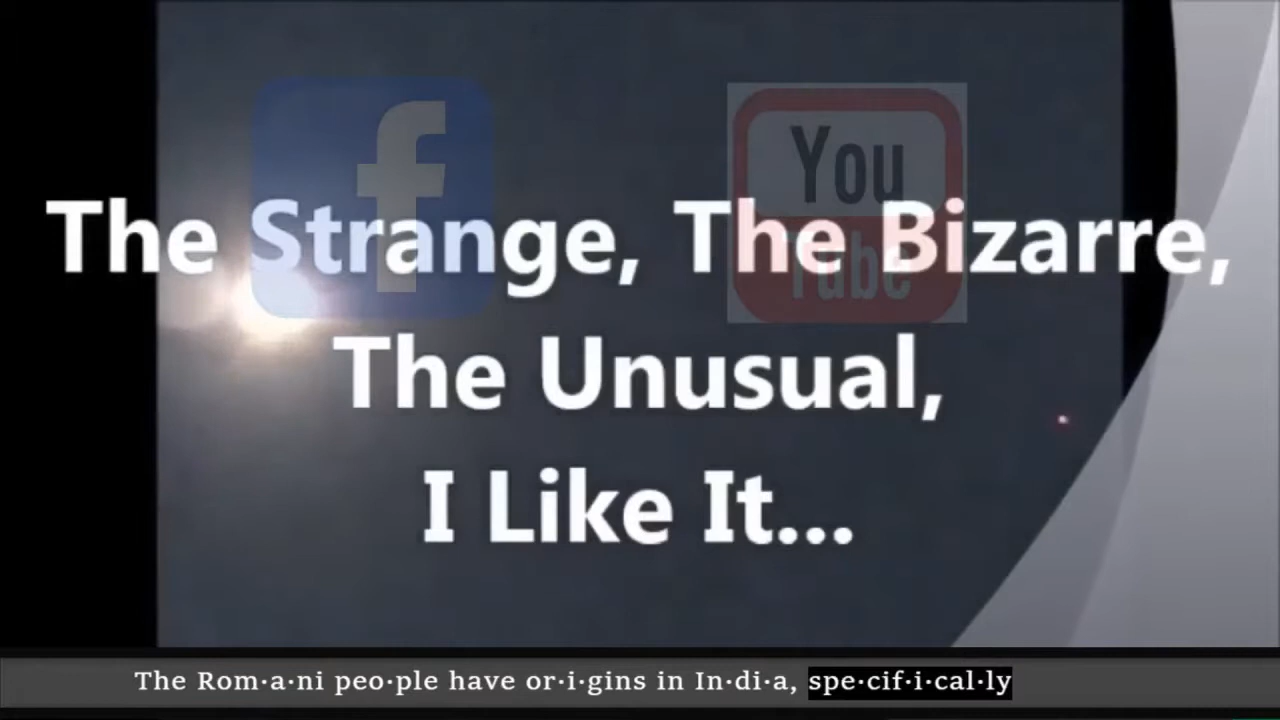 f
You
Tube
The Strange, The Bizarre,
The Unusual,
I Like It...
The Rom·a·ni peo·ple have or·i·gins in In·di·a, spe·cif·i·cal·ly